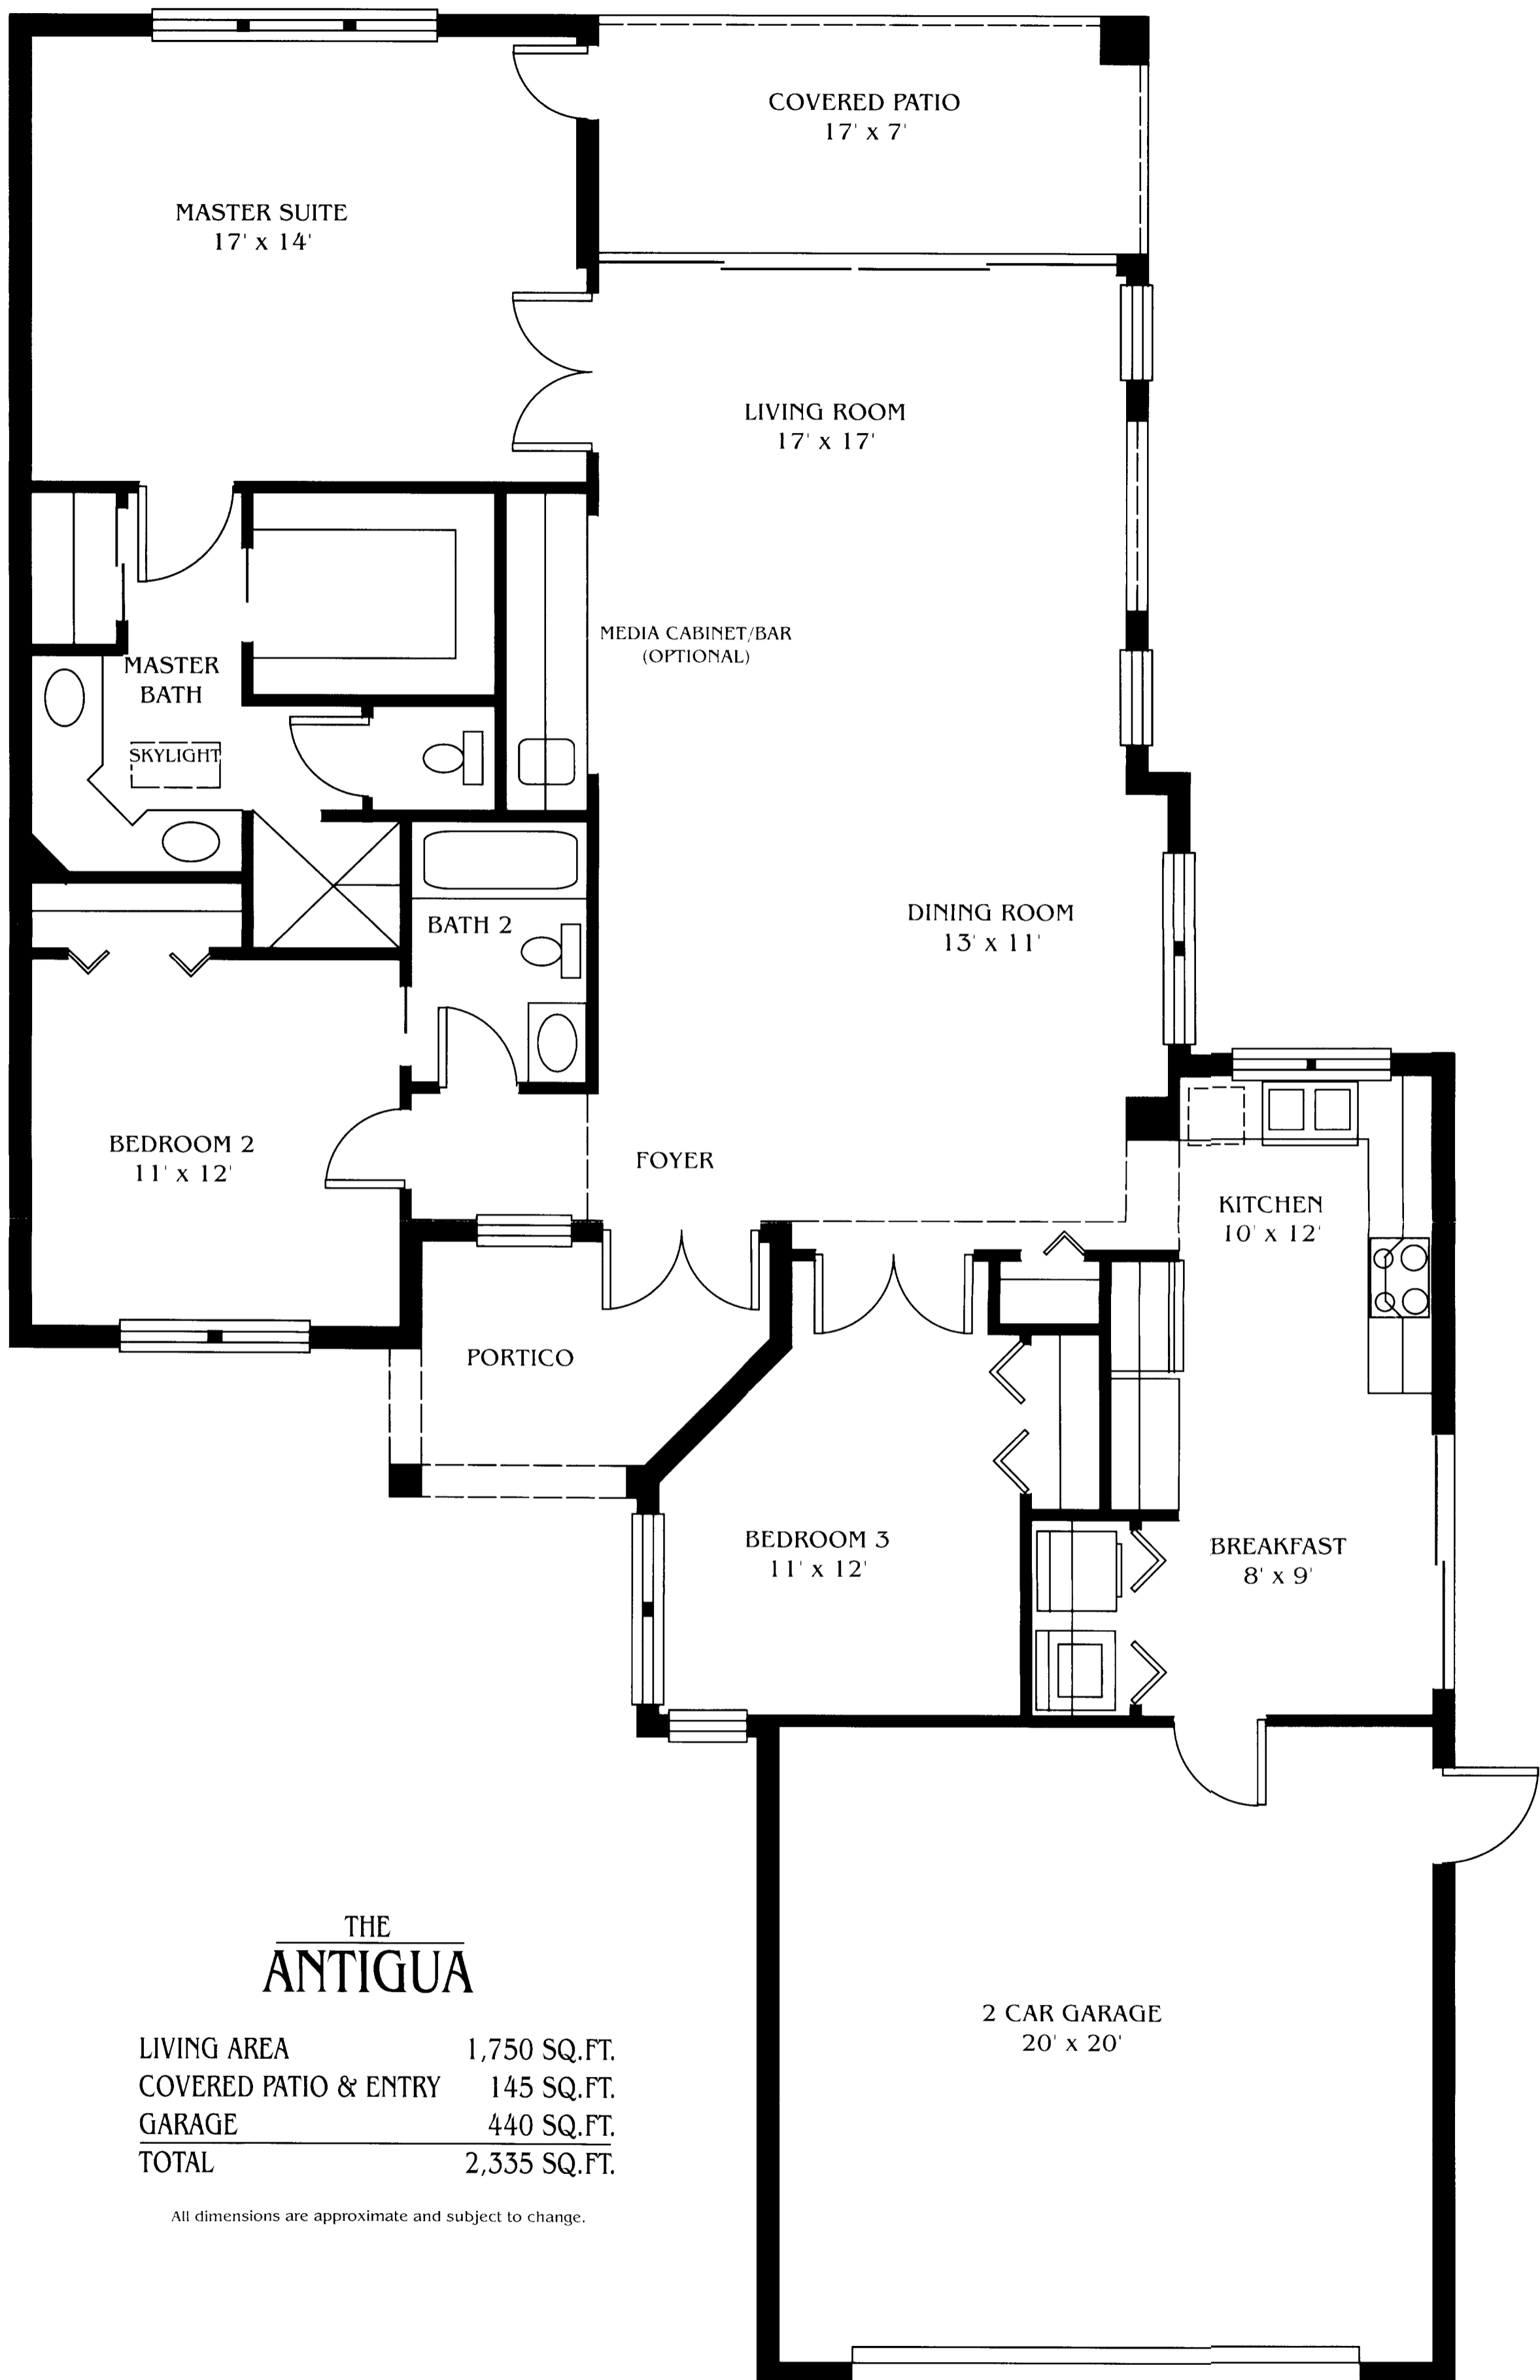 COVERED PATIO
17' x 7'
MASTER SUITE
17' x 14'
LIVING ROOM
17' x 17'
MEDIA CABINET/BAR
(OPTIONAL)
MASTER
BATH
SKYLIGHT
BATH 2
DINING ROOM
13' x 11'
BEDROOM 2
11' x 12'
FOYER
KITCHEN
10' x 12'
PORTICO
BEDROOM 3
11' x 12'
BREAKFAST
8' x 9'
2 CAR GARAGE
20' x 20'
THE
ANTIGUA
LIVING AREA 1,750 SQ.FT.
COVERED PATIO & ENTRY 145 SQ.FT.
GARAGE 440 SQ.FT.
TOTAL 2,335 SQ.FT.
All dimensions are approximate and subject to change.